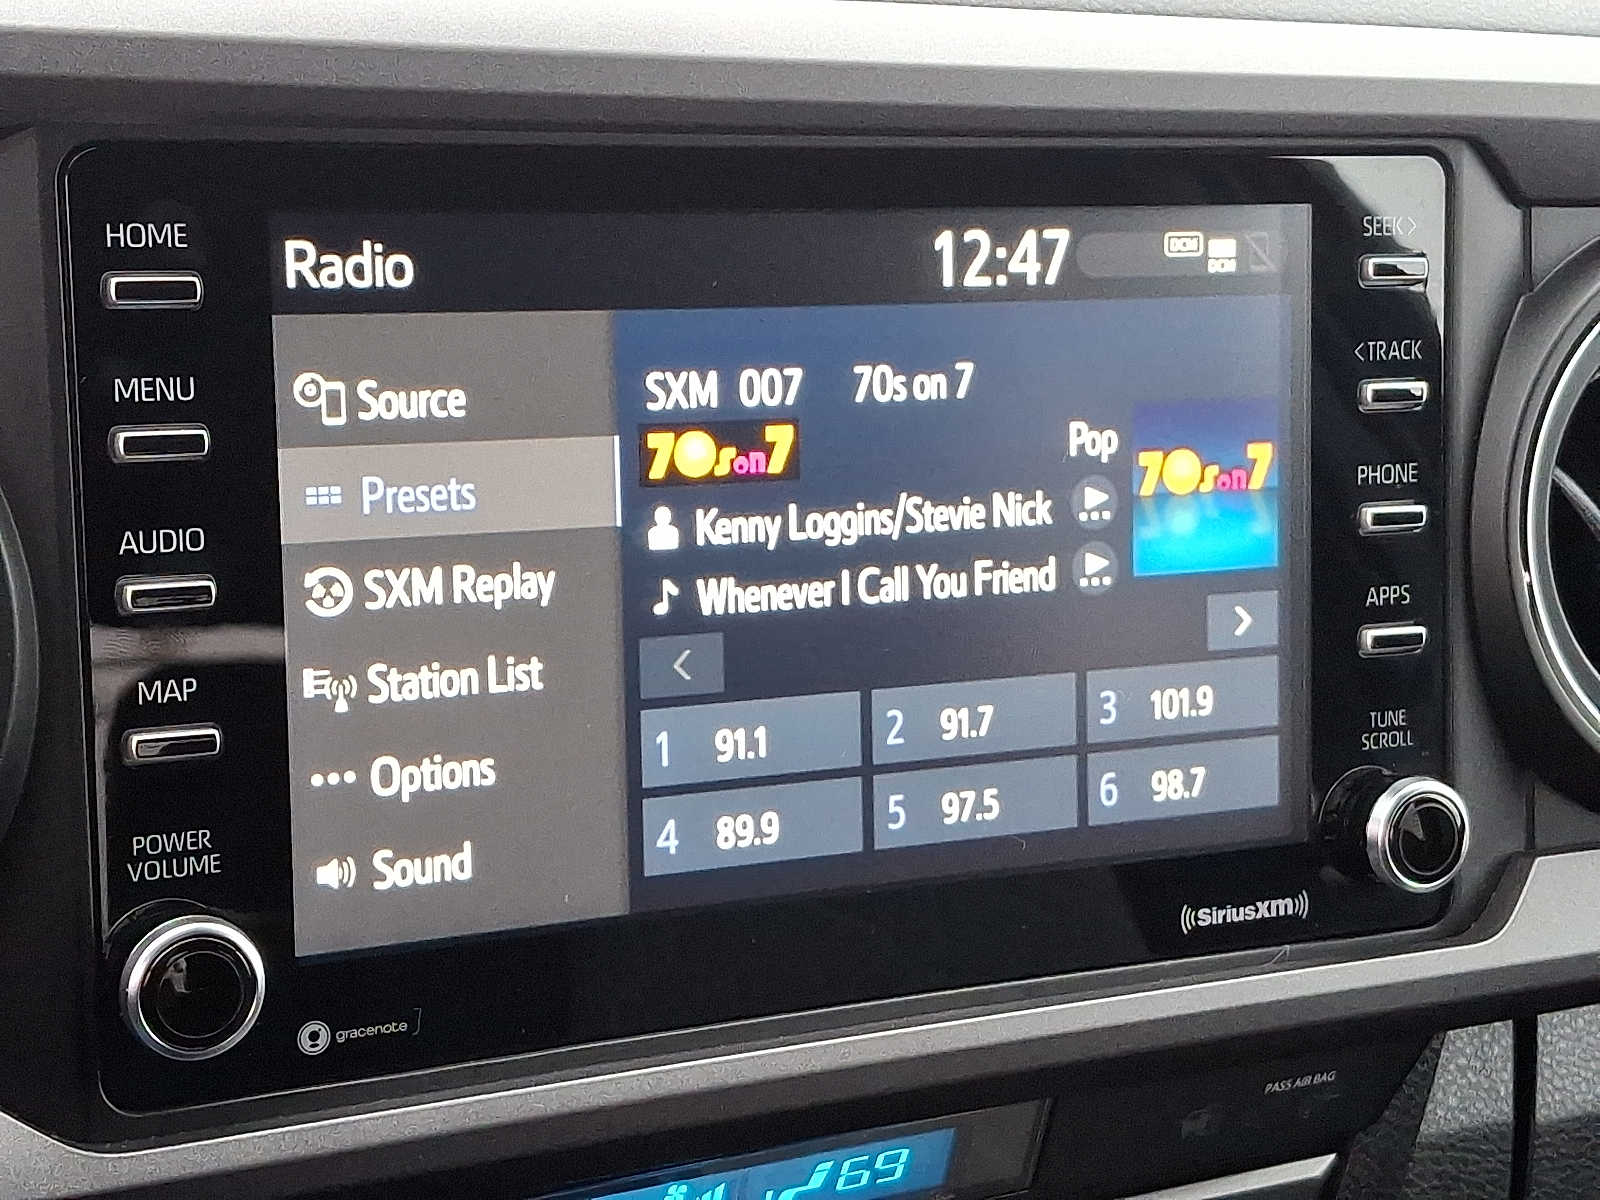 HOME
MENU
AUDIO
MAP
POWER
VOLUME
Radio
12:47
DCM
DCM
Source
Presets
SXM Replay
Station List
Options
Sound
SXM 007 70s on 7
70s on 7
Pop
70s on 7
Kenny Loggins/Stevie Nick
Whenever I Call You Friend
1 91.1
2 91.7
3 101.9
4 89.9
5 97.5
6 98.7
SEEK >
< TRACK
PHONE
APPS
TUNE
SCROLL
SiriusXM
gracenote
PASS AIR BAG
69